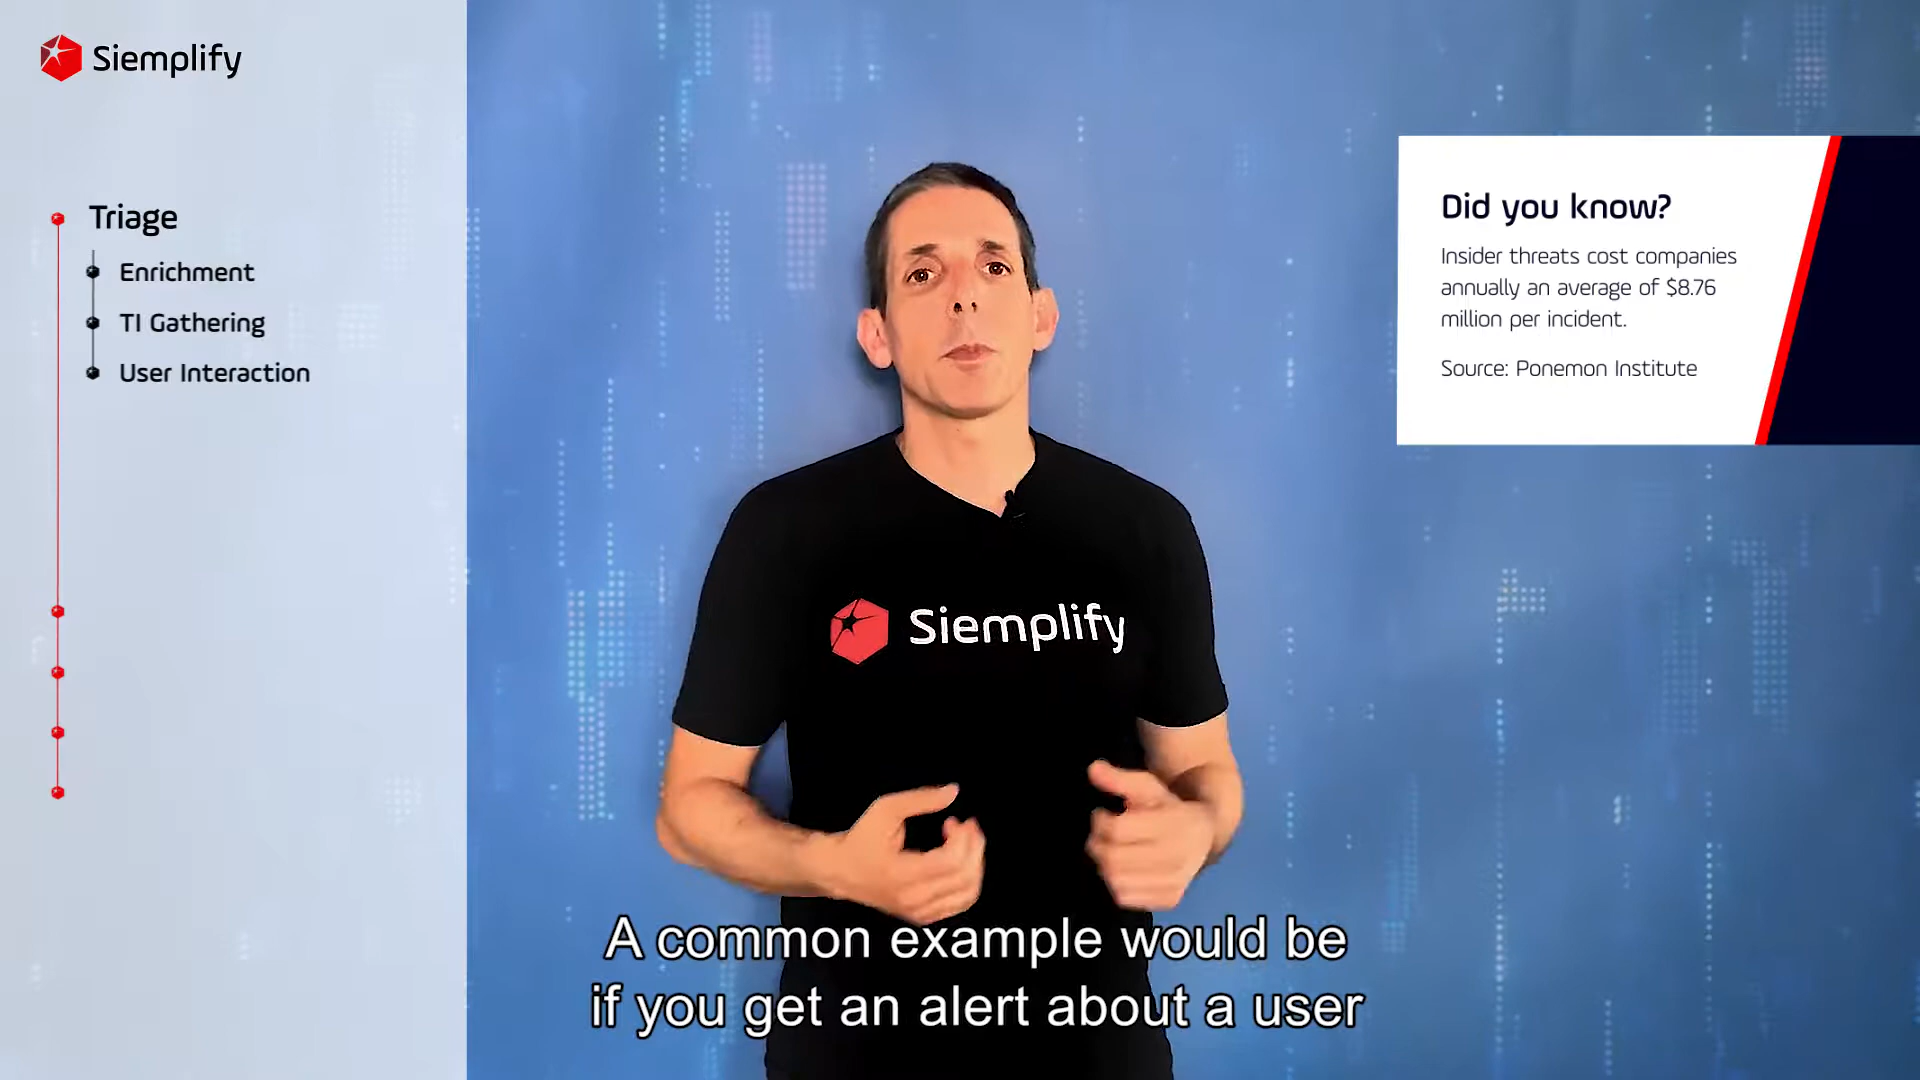 Siemplify
Triage
Enrichment
TI Gathering
User Interaction
Did you know?
Insider threats cost companies
annually an average of $8.76
million per incident.
Source: Ponemon Institute
Siemplify
A common example would be
if you get an alert about a user